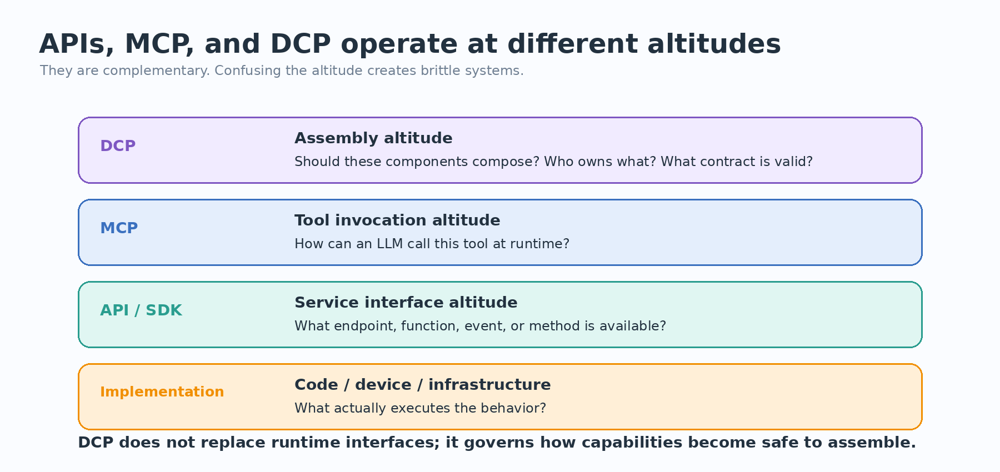 APIs, MCP, and DCP operate at different altitudes
They are complementary. Confusing the altitude creates brittle systems.
DCP
Assembly altitude
Should these components compose? Who owns what? What contract is valid?
MCP
Tool invocation altitude
How can an LLM call this tool at runtime?
API / SDK
Service interface altitude
What endpoint, function, event, or method is available?
Implementation
Code / device / infrastructure
What actually executes the behavior?
DCP does not replace runtime interfaces; it governs how capabilities become safe to assemble.